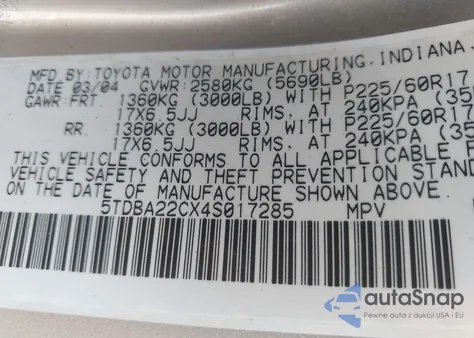 MFD.BY:TOYOTA MOTOR MANUFACTURING.INDIANA.
DATE 03/04 GVWR:2580KG (5690LB)
GAWR:FRT. 1360KG (3000LB) WITH P225/60R17
17X6.5JJ RIMS, AT 240KPA (35
RR. 1360KG (3000LB) WITH P225/60R17
17X6.5JJ RIMS, AT 240KPA (35
THIS VEHICLE CONFORMS TO ALL APPLICABLE F
VEHICLE SAFETY AND THEFT PREVENTION STAND
ON THE DATE OF MANUFACTURE SHOWN ABOVE.
5TDBA22CX4S017285 MPV
autoSnap
Pewne auta z aukcji USA i EU